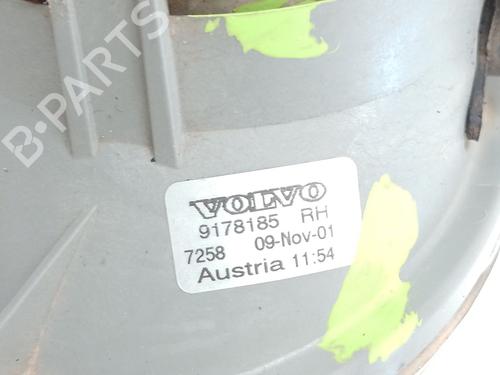 B-PARTS
VOLVO
9178185 RH
7258 09-Nov-01
Austria 11:54